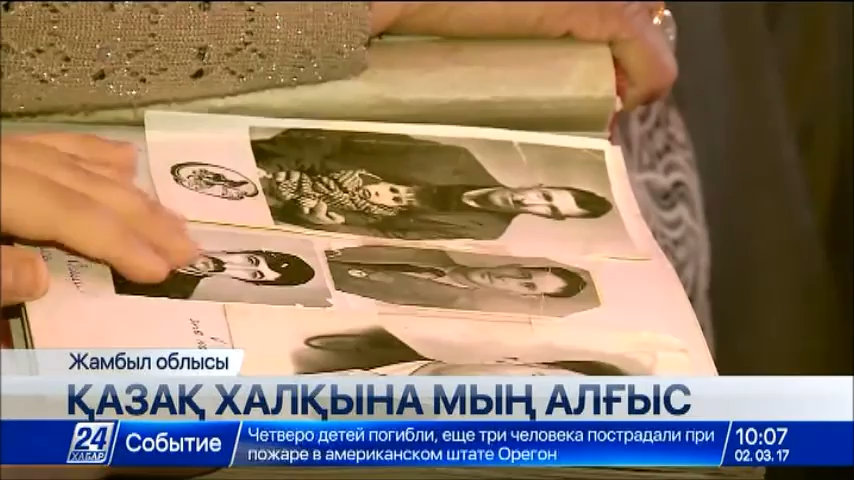 Жамбыл облысы
ҚАЗАҚ ХАЛҚЫНА МЫҢ АЛҒЫС
24
ХАБАР
Событие
Четверо детей погибли, еще три человека пострадали при
пожаре в американском штате Орегон
10:07
02.03.17